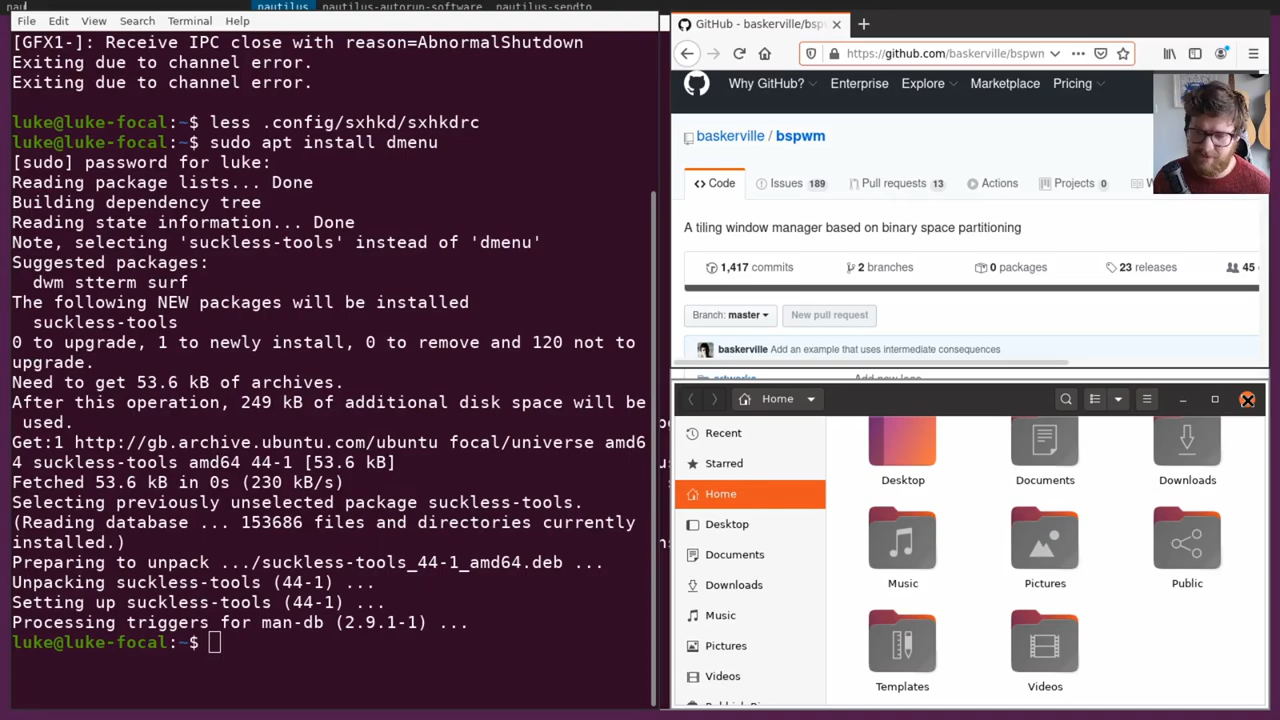 nau
nautilus nautilus-autorun-software nautilus-sendto
File Edit View Search Terminal Help
[GFX1-]: Receive IPC close with reason=AbnormalShutdown
Exiting due to channel error.
Exiting due to channel error.
luke@luke-focal:~$ less .config/sxhkd/sxhkdrc
luke@luke-focal:~$ sudo apt install dmenu
[sudo] password for luke:
Reading package lists... Done
Building dependency tree
Reading state information... Done
Note, selecting 'suckless-tools' instead of 'dmenu'
Suggested packages:
dwm stterm surf
The following NEW packages will be installed
suckless-tools
0 to upgrade, 1 to newly install, 0 to remove and 120 not to
upgrade.
Need to get 53.6 kB of archives.
After this operation, 249 kB of additional disk space will be
used.
Get:1 http://gb.archive.ubuntu.com/ubuntu focal/universe amd6
4 suckless-tools amd64 44-1 [53.6 kB]
Fetched 53.6 kB in 0s (230 kB/s)
Selecting previously unselected package suckless-tools.
(Reading database ... 153686 files and directories currently
installed.)
Preparing to unpack .../suckless-tools_44-1_amd64.deb ...
Unpacking suckless-tools (44-1) ...
Setting up suckless-tools (44-1) ...
Processing triggers for man-db (2.9.1-1) ...
luke@luke-focal:~$
GitHub - baskerville/bsp
https://github.com/baskerville/bspwn
Why GitHub? Enterprise Explore Marketplace Pricing
baskerville / bspwm
Code Issues 189 Pull requests 13 Actions Projects 0 W
A tiling window manager based on binary space partitioning
1,417 commits 2 branches 0 packages 23 releases 45
Branch: master New pull request
baskerville Add an example that uses intermediate consequences
Home
Recent
Starred
Home
Desktop
Documents
Downloads
Music
Pictures
Videos
Desktop Documents Downloads
Music Pictures Public
Templates Videos